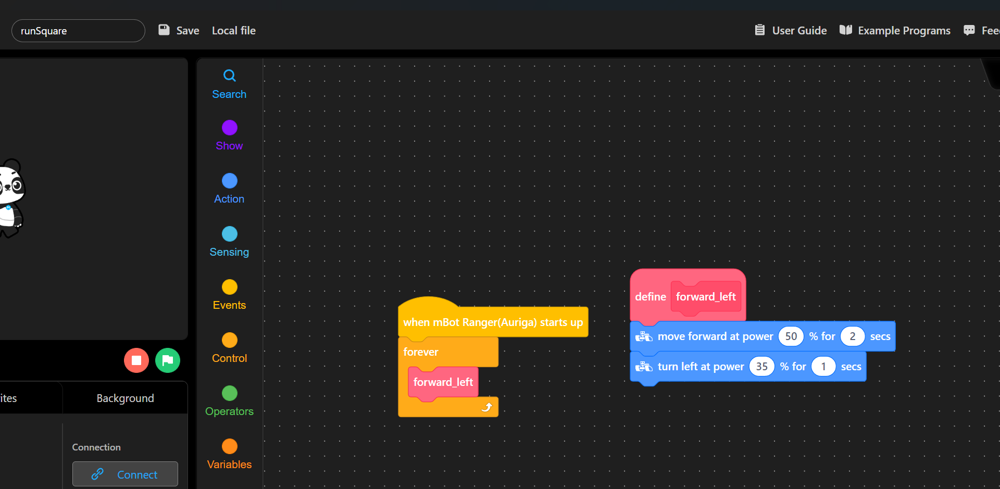 runSquare
Save
Local file
User Guide
Example Programs
Search
Show
Action
Sensing
Events
Control
Operators
Variables
when mBot Ranger(Auriga) starts up
forever
forward_left
define forward_left
move forward at power 50 % for 2 secs
turn left at power 35 % for 1 secs
Background
Connection
Connect